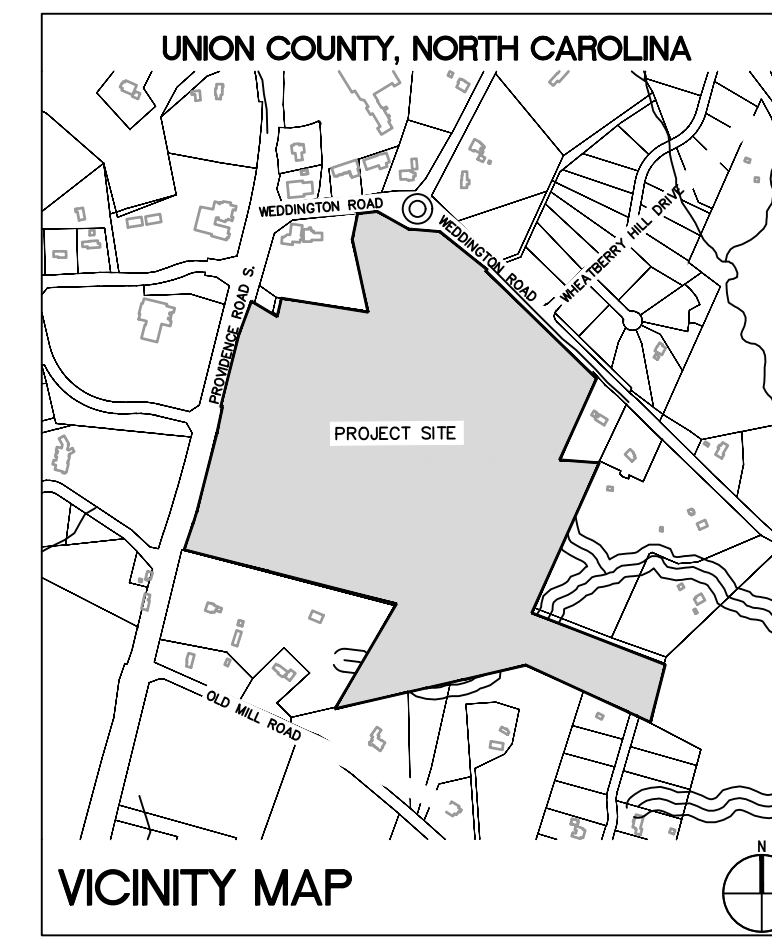 UNION COUNTY, NORTH CAROLINA
WEDDINGTON ROAD
WEDDINGTON ROAD
WHEATBERRY HILL DRIVE
PROVIDENCE ROAD S.
PROJECT SITE
OLD MILL ROAD
VICINITY MAP
N